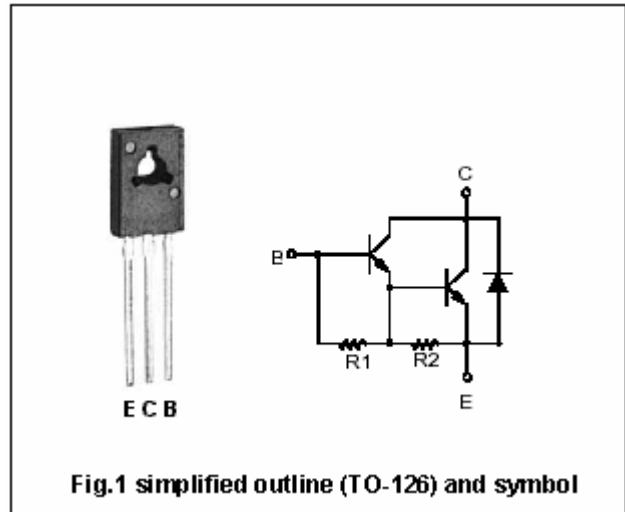 C
B
R1
R2
E
E C B
Fig.1 simplified outline (TO-126) and symbol